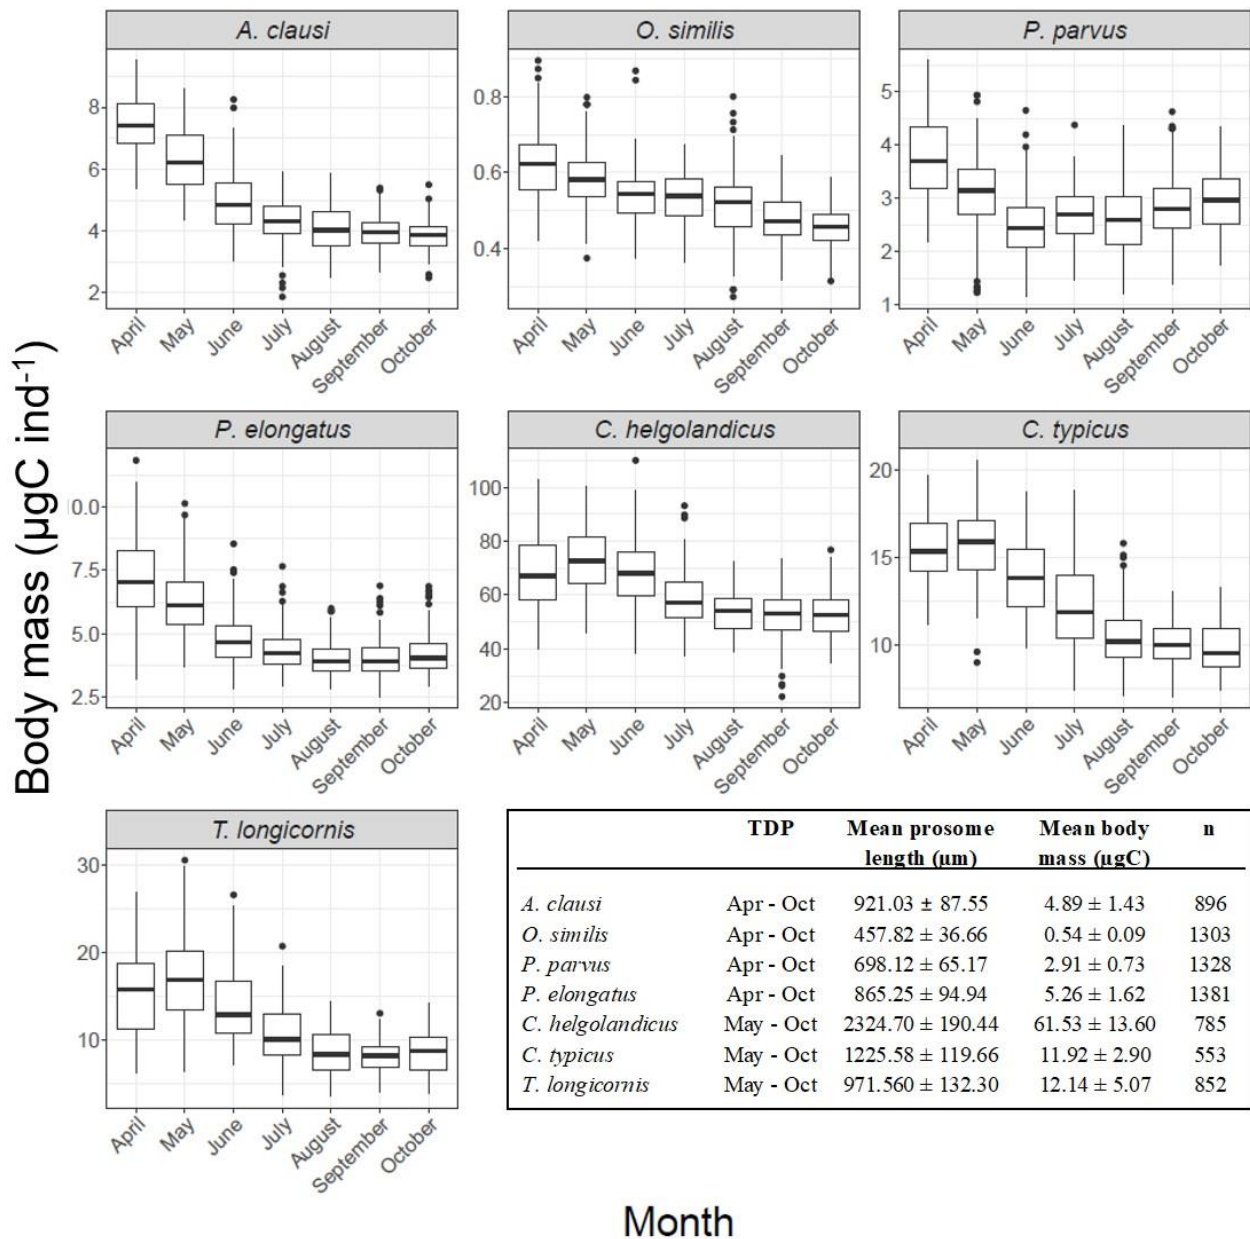 A. clausi
O. similis
P. parvus
8
6
4
2
0.8
0.6
0.4
5
4
3
2
1
April May June July August September October
April May June July August September October
April May June July August September October
Body mass (µgC ind⁻¹)
P. elongatus
C. helgolandicus
C. typicus
0.0
7.5
5.0
2.5
100
80
60
40
20
20
15
10
April May June July August September October
April May June July August September October
April May June July August September October
T. longicornis
30
20
10
April May June July August September October
TDP Mean prosome Mean body n
length (µm) mass (µgC)
A. clausi Apr - Oct 921.03 ± 87.55 4.89 ± 1.43 896
O. similis Apr - Oct 457.82 ± 36.66 0.54 ± 0.09 1303
P. parvus Apr - Oct 698.12 ± 65.17 2.91 ± 0.73 1328
P. elongatus Apr - Oct 865.25 ± 94.94 5.26 ± 1.62 1381
C. helgolandicus May - Oct 2324.70 ± 190.44 61.53 ± 13.60 785
C. typicus May - Oct 1225.58 ± 119.66 11.92 ± 2.90 553
T. longicornis May - Oct 971.560 ± 132.30 12.14 ± 5.07 852
Month